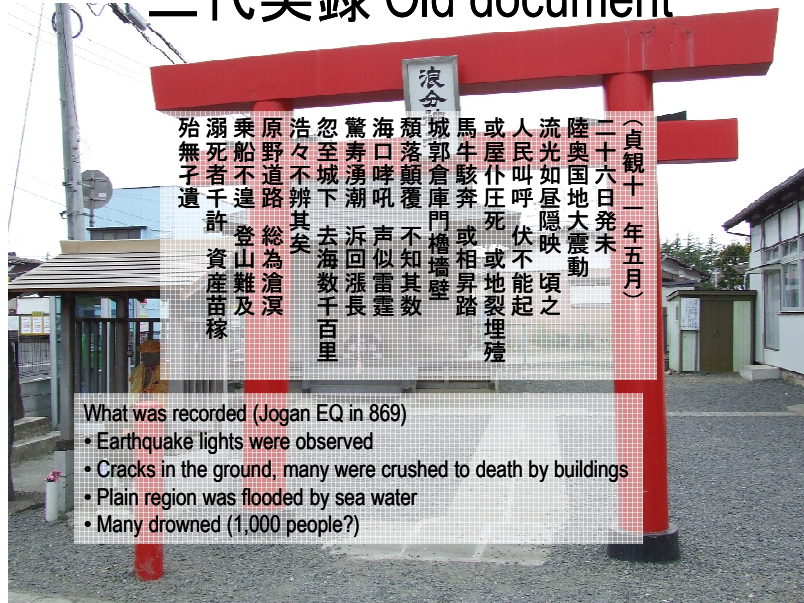 三代実録 Old document
浪分
(貞観十一年五月)
二十六日発未
陸奥国地大震動
流光如昼隠映 頃之
人民叫呼 伏不能起
或屋仆圧死 或地裂埋殪
馬牛駭奔 或相昇踏
城郭倉庫門櫓墻壁
頽落顛覆 不知其数
海口哮吼 声似雷霆
驚寿湧潮 泝回漲長
忽至城下 去海数千百里
浩々不辨其矣
原野道路 総為滄溟
乗船不遑 登山難及
溺死者千許 資産苗稼
殆無孑遺
What was recorded (Jogan EQ in 869)
• Earthquake lights were observed
• Cracks in the ground, many were crushed to death by buildings
• Plain region was flooded by sea water
• Many drowned (1,000 people?)